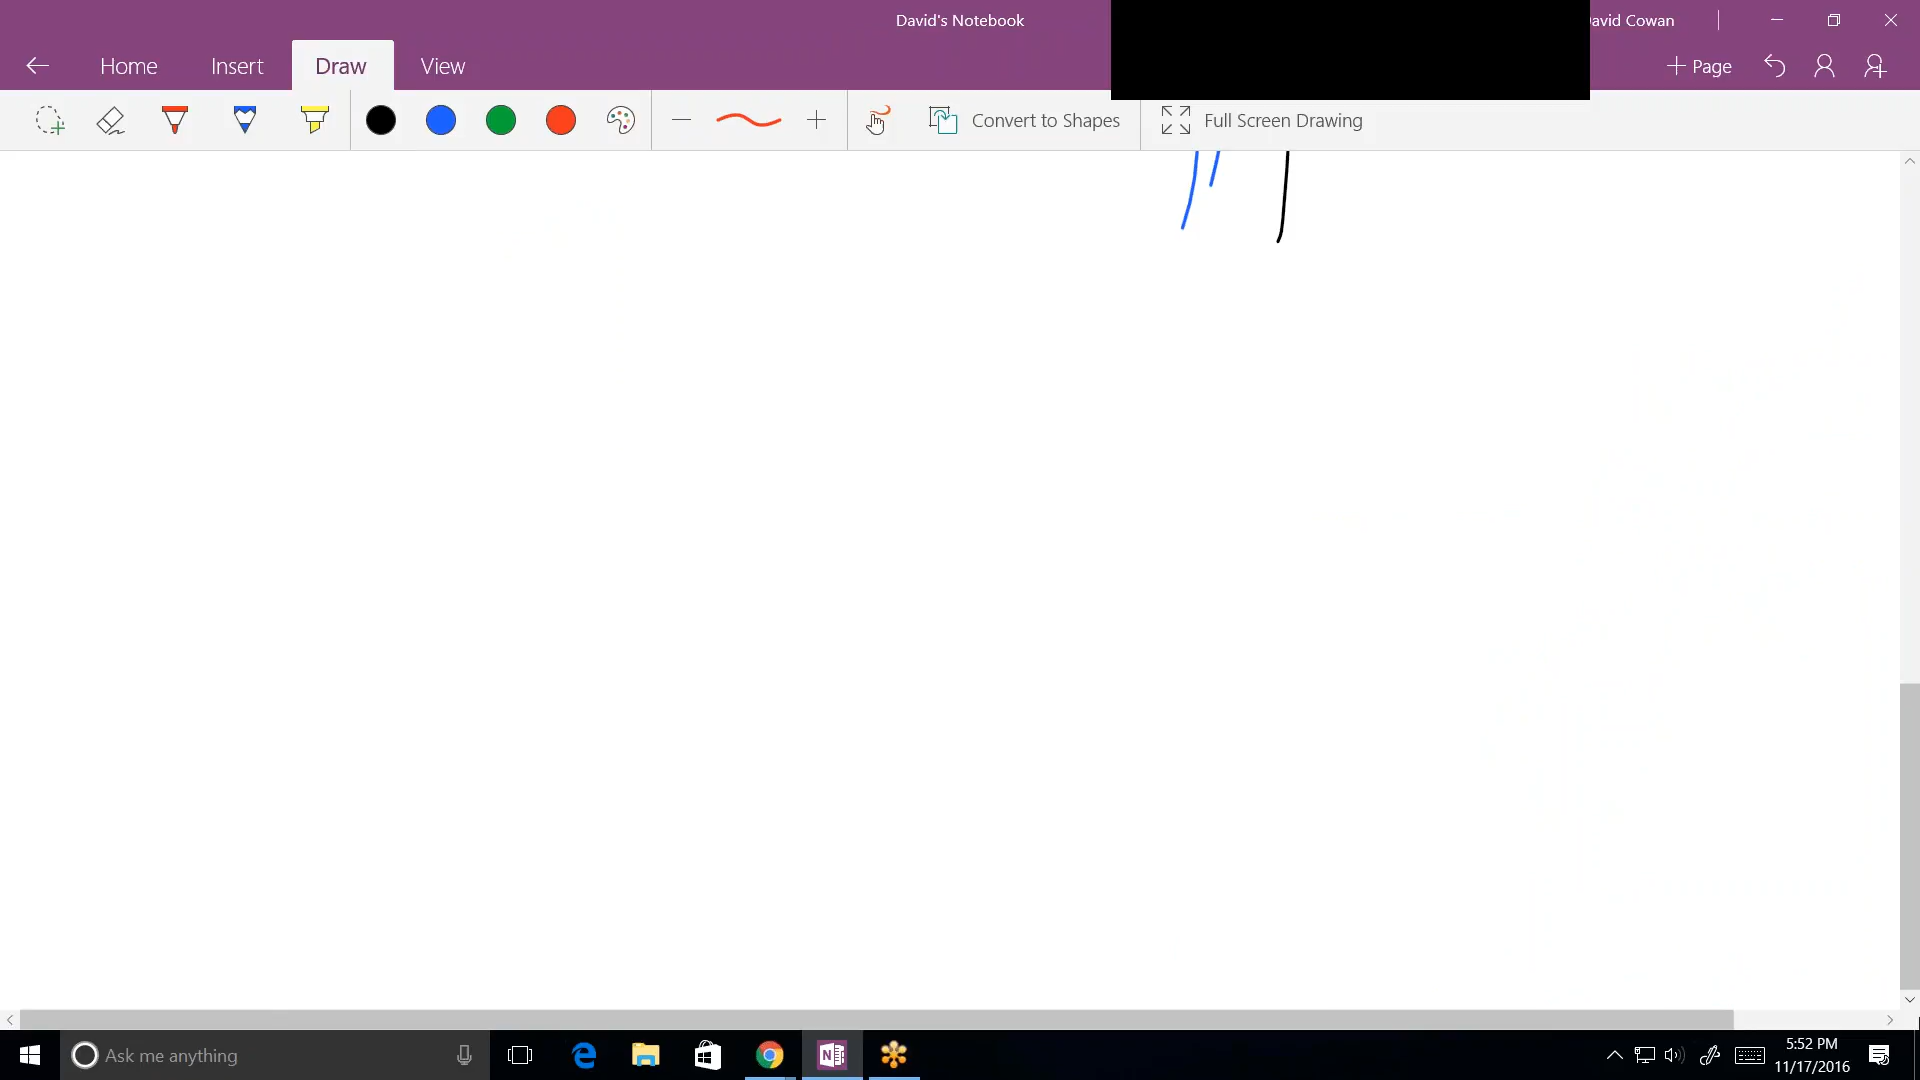 David's Notebook
avid Cowan
Home Insert Draw View
Page
Convert to Shapes
Full Screen Drawing
Ask me anything
5:52 PM
11/17/2016